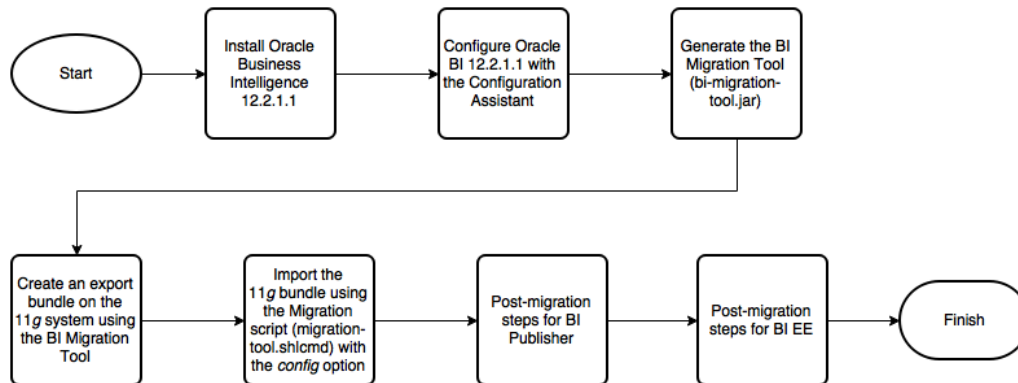 Start
Install Oracle
Business
Intelligence
12.2.1.1
Configure Oracle
BI 12.2.1.1 with
the Configuration
Assistant
Generate the BI
Migration Tool
(bi-migration-
tool.jar)
Create an export
bundle on the
11g system using
the BI Migration
Tool
Import the
11g bundle using
the Migration
script (migration-
tool.shlcmd) with
the config option
Post-migration
steps for BI
Publisher
Post-migration
steps for BI EE
Finish